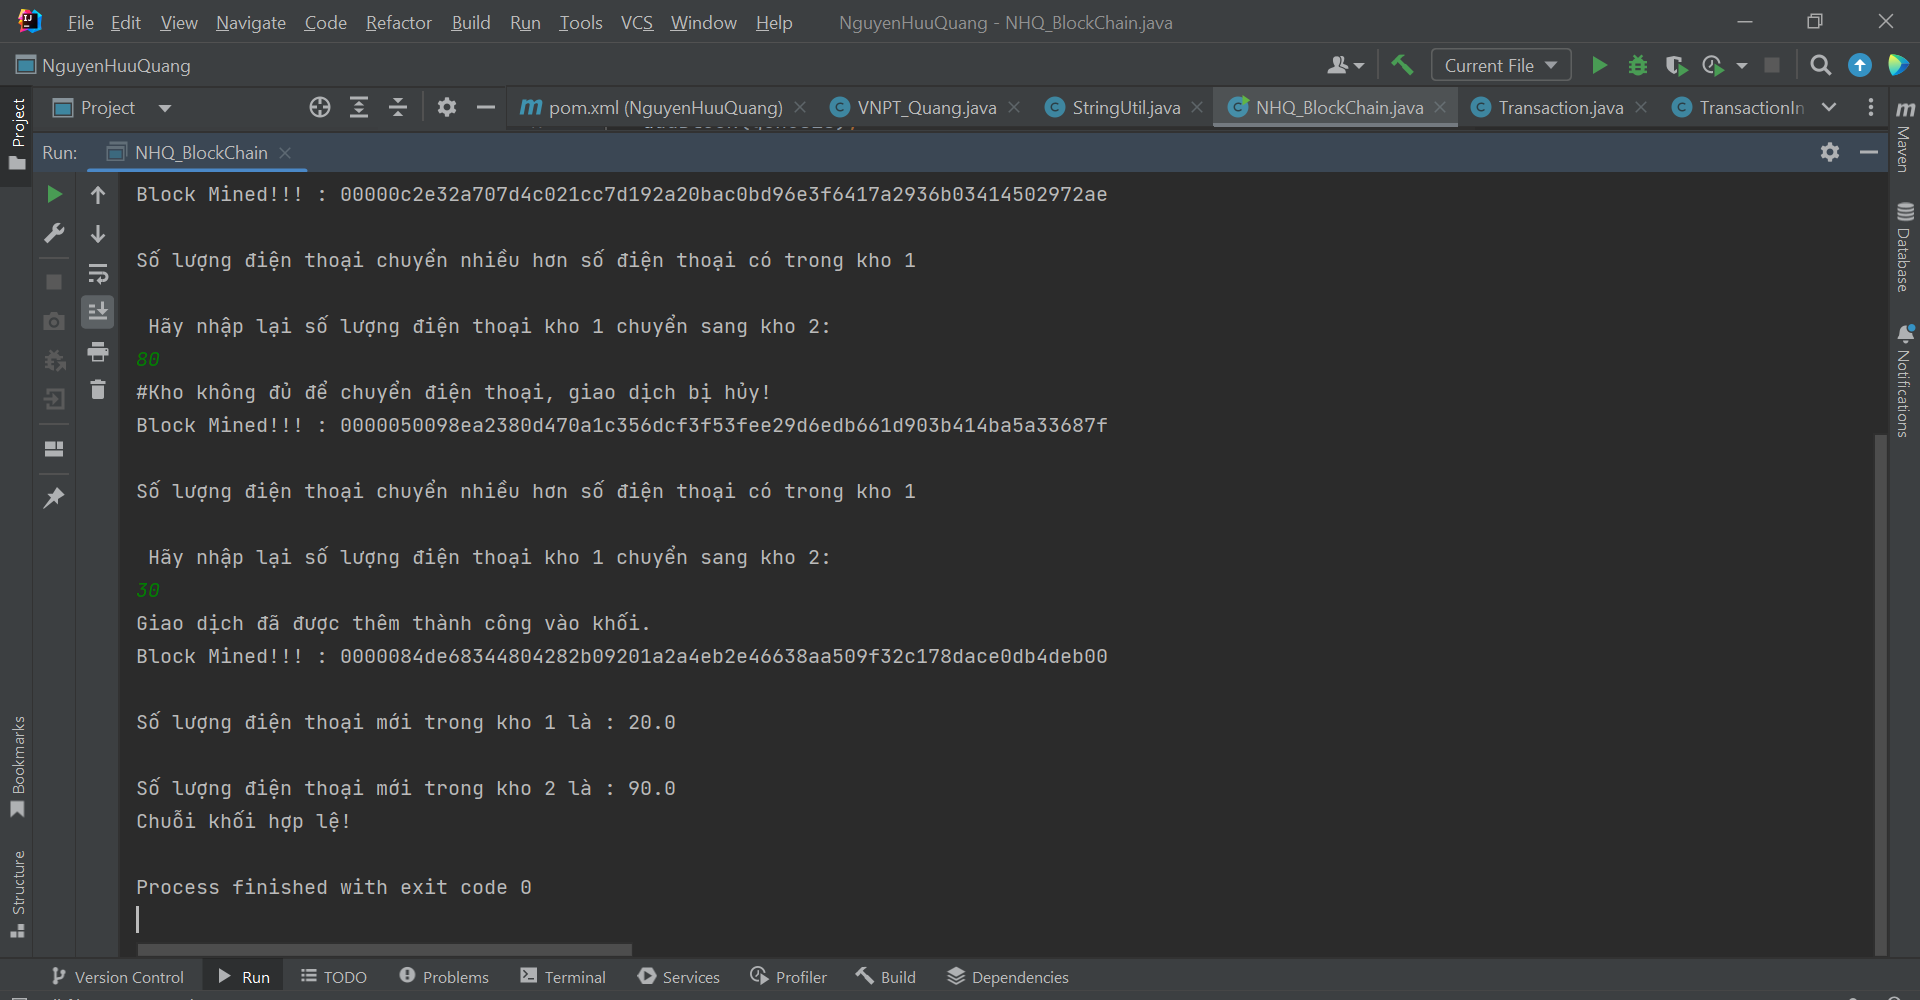 File Edit View Navigate Code Refactor Build Run Tools VCS Window Help NguyenHuuQuang - NHQ_BlockChain.java
NguyenHuuQuang Current File
Project pom.xml (NguyenHuuQuang) VNPT_Quang.java StringUtil.java NHQ_BlockChain.java Transaction.java TransactionIn
Run: NHQ_BlockChain
Block Mined!!! : 00000c2e32a707d4c021cc7d192a20bac0bd96e3f6417a2936b03414502972ae
Số lượng điện thoại chuyển nhiều hơn số điện thoại có trong kho 1
Hãy nhập lại số lượng điện thoại kho 1 chuyển sang kho 2:
80
#Kho không đủ để chuyển điện thoại, giao dịch bị hủy!
Block Mined!!! : 0000050098ea2380d470a1c356dcf3f53fee29d6edb661d903b414ba5a33687f
Số lượng điện thoại chuyển nhiều hơn số điện thoại có trong kho 1
Hãy nhập lại số lượng điện thoại kho 1 chuyển sang kho 2:
30
Giao dịch đã được thêm thành công vào khối.
Block Mined!!! : 0000084de68344804282b09201a2a4eb2e46638aa509f32c178dace0db4deb00
Số lượng điện thoại mới trong kho 1 là : 20.0
Số lượng điện thoại mới trong kho 2 là : 90.0
Chuỗi khối hợp lệ!
Process finished with exit code 0
Project
Bookmarks
Structure
Maven
Database
Notifications
Version Control Run TODO Problems Terminal Services Profiler Build Dependencies